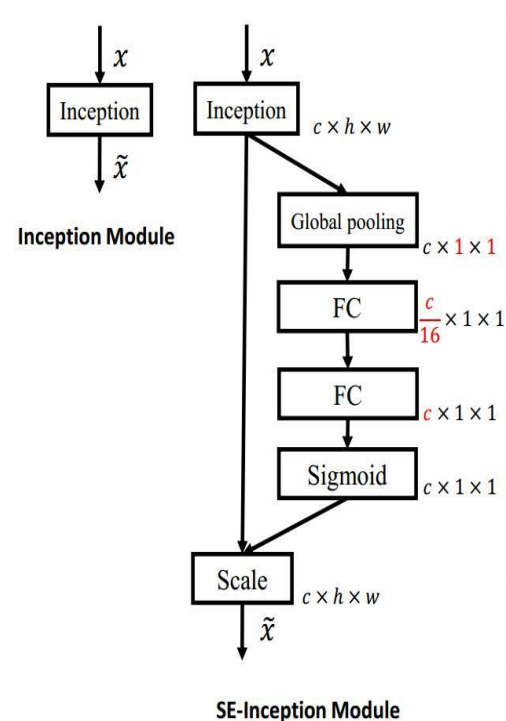 x
Inception
x̃
Inception Module
x
Inception
c × h × w
Global pooling
c × 1 × 1
FC
c/16 × 1 × 1
FC
c × 1 × 1
Sigmoid
c × 1 × 1
Scale
c × h × w
x̃
SE-Inception Module